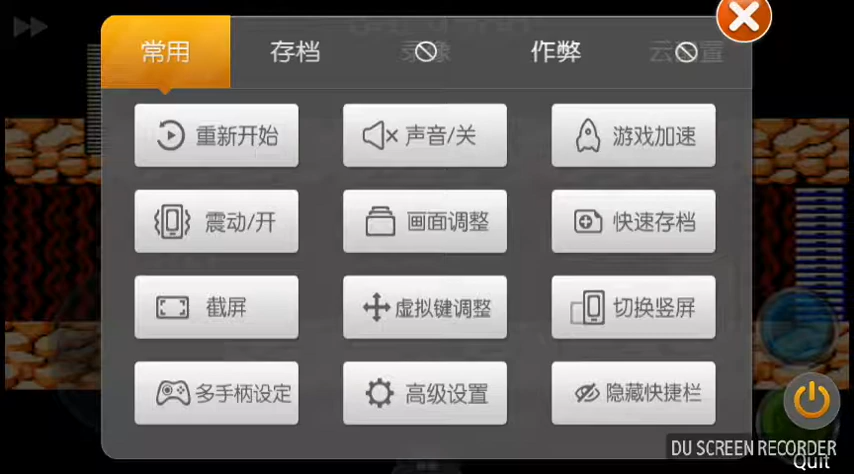 常用
存档
录像
作弊
重新开始
声音/关
游戏加速
震动/开
画面调整
快速存档
截屏
虚拟键调整
切换竖屏
多手柄设定
高级设置
隐藏快捷栏
DU SCREEN RECORDER
Quit